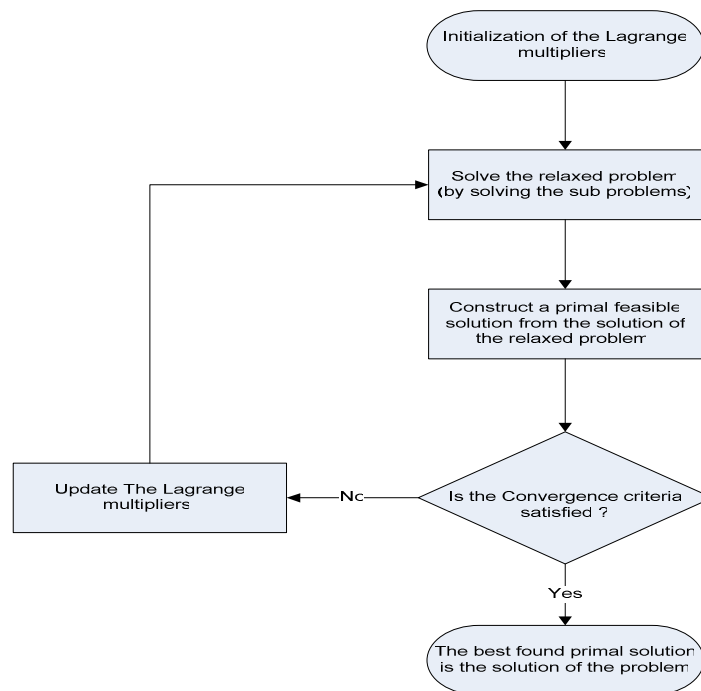 Initialization of the Lagrange
multipliers
Solve the relaxed problem
(by solving the sub problems)
Construct a primal feasible
solution from the solution of
the relaxed problem
Update The Lagrange
multipliers
No
Is the Convergence criteria
satisfied ?
Yes
The best found primal solution
is the solution of the problem